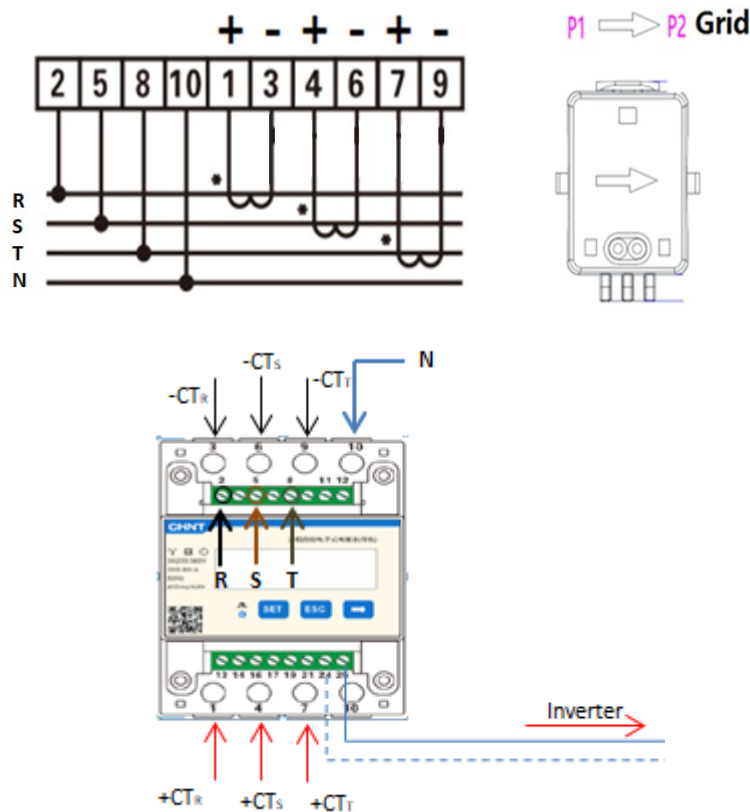 + - + - + -
P1 P2 Grid
2 5 8 10 1 3 4 6 7 9
* * *
R
S
T
N
-CTS
-CTR -CTT N
3 6 9 10
2 5 8 11 12
CHNT
R S T
SET ESC
13 14 16 17 19 21 24 25
1 4 7 10
Inverter
+CTR +CTS +CTT